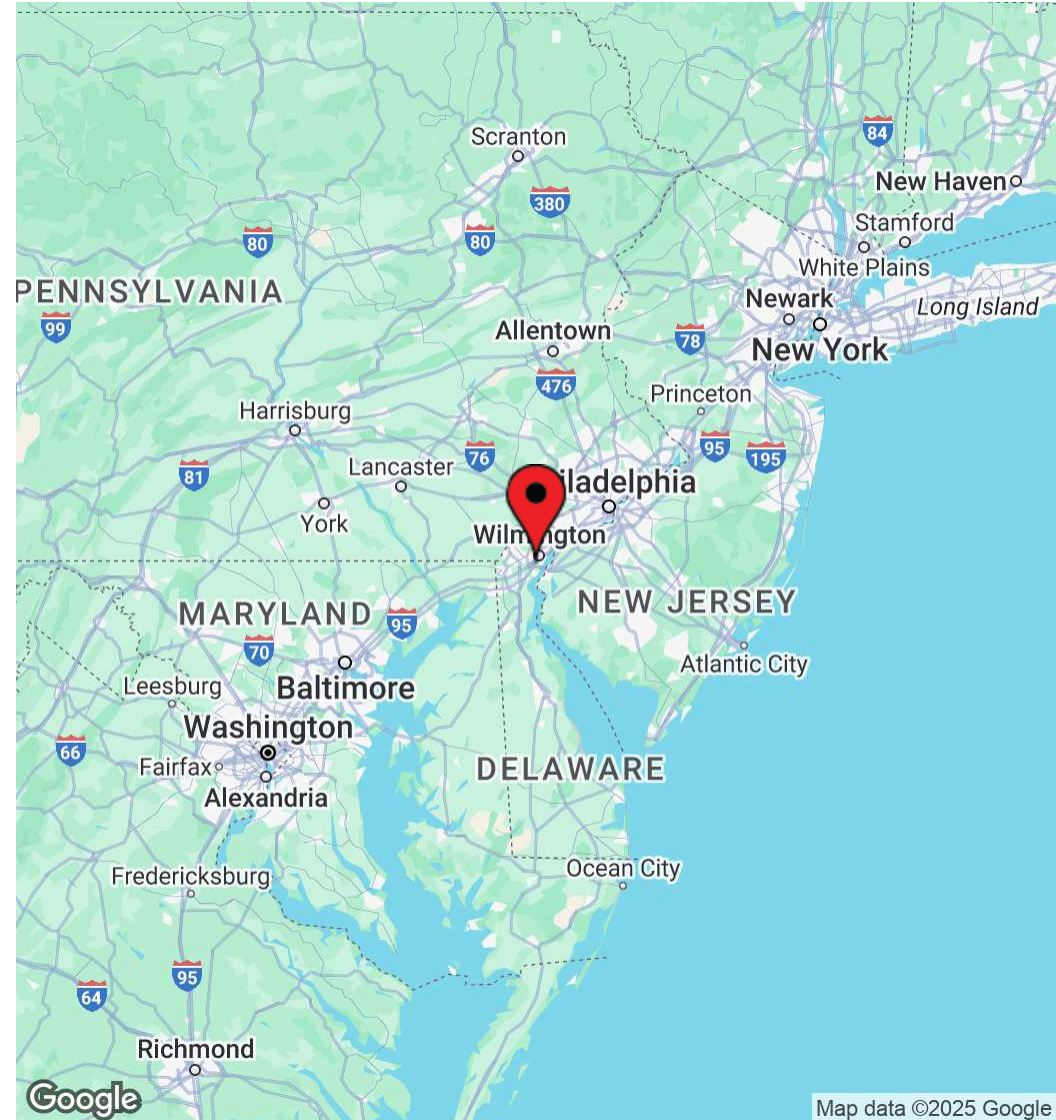 Scranton
84
New Haven
380
Stamford
80
80
White Plains
PENNSYLVANIA
Newark
Long Island
99
Allentown
78
New York
476
Princeton
Harrisburg
95
195
76
Lancaster
81
iladelphia
York
Wilmington
MARYLAND
95
NEW JERSEY
70
Atlantic City
Leesburg
Baltimore
Washington
66
Fairfax
DELAWARE
Alexandria
Ocean City
Fredericksburg
95
64
Richmond
Google
Map data ©2025 Google